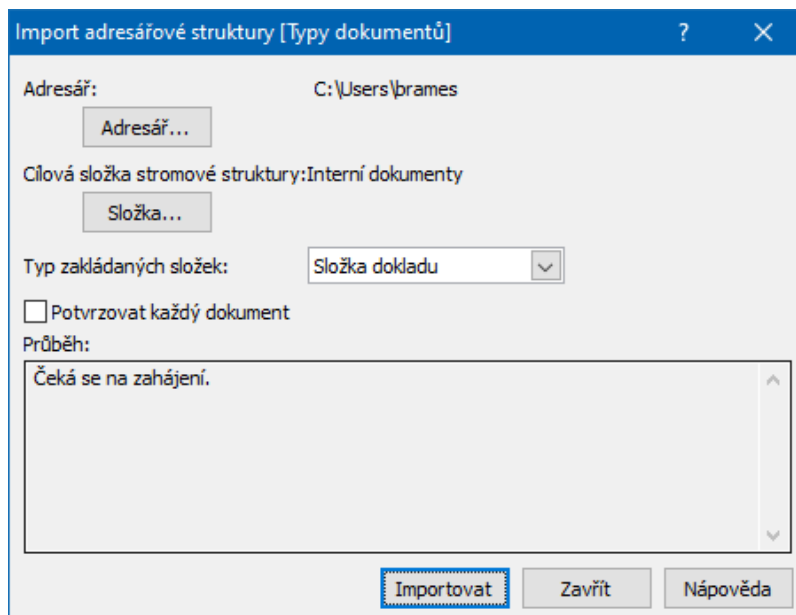 Import adresářové struktury [Typy dokumentů] ?
Adresář: C:\Users\brames
Adresář...
Cílová složka stromové struktury:Interní dokumenty
Složka...
Typ zakládaných složek: Složka dokladu
Potvrzovat každý dokument
Průběh:
Čeká se na zahájení.
Importovat Zavřít Nápověda